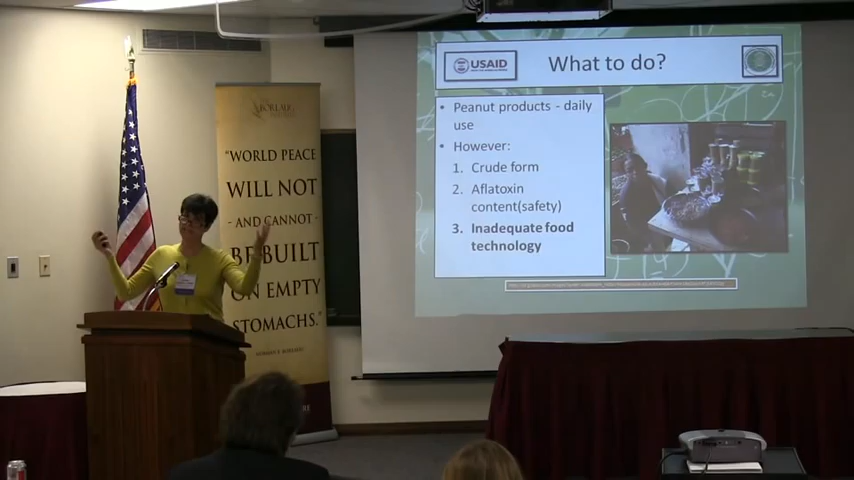 BORLAUG
"WORLD PEACE
WILL NOT
- AND CANNOT -
BE BUILT
ON EMPTY
STOMACHS."
USAID
What to do?
• Peanut products - daily
use
• However:
1. Crude form
2. Aflatoxin
content(safety)
3. Inadequate food
technology